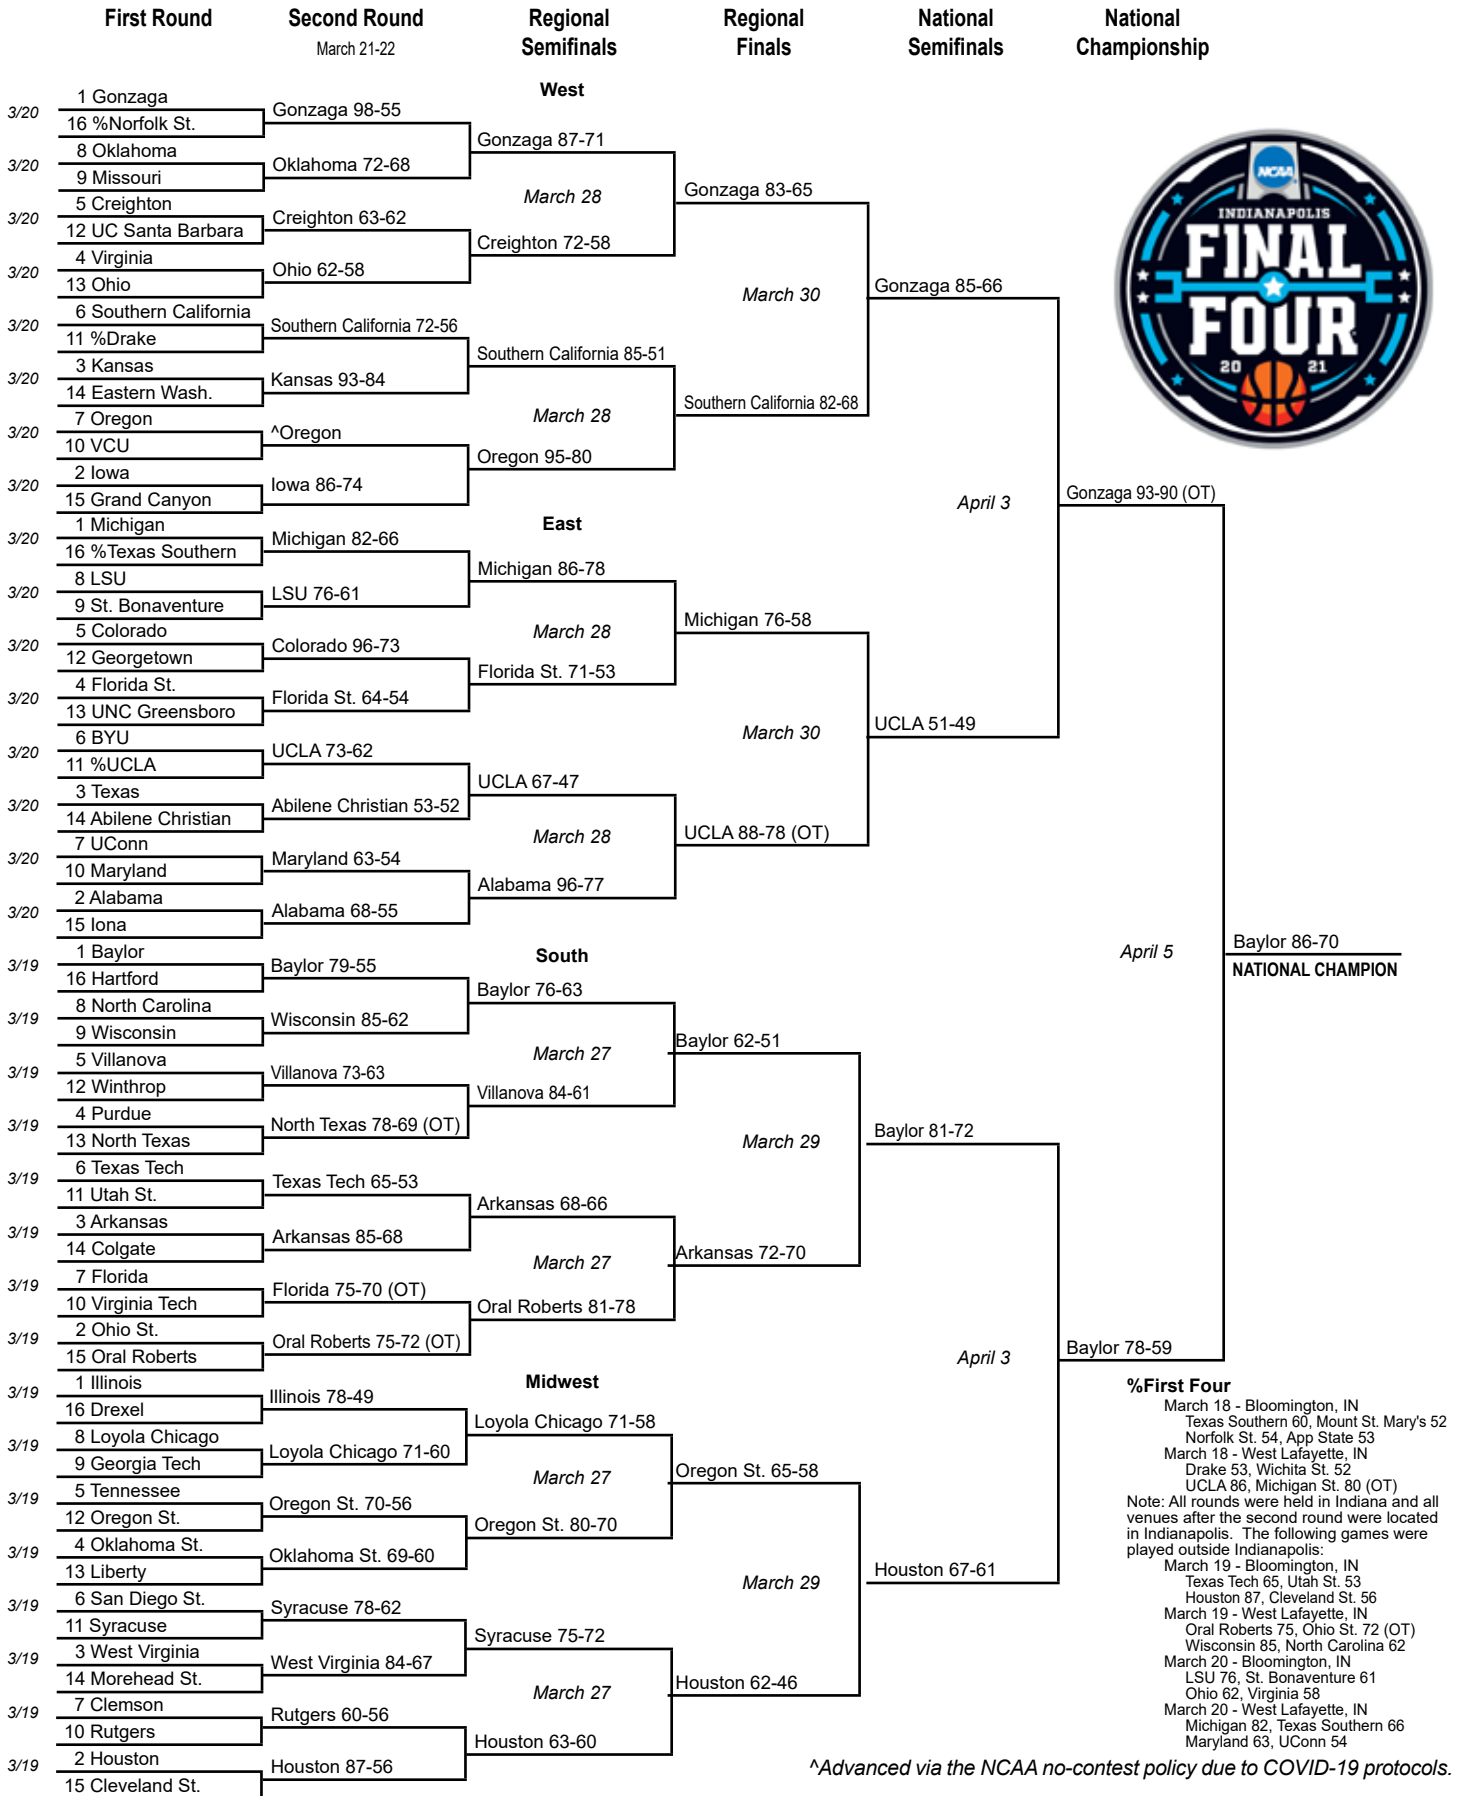 First Round
Second Round
March 21-22
Regional
Semifinals
Regional
Finals
National
Semifinals
National
Championship
West
3/20
1 Gonzaga
16 %Norfolk St.
3/20
8 Oklahoma
9 Missouri
3/20
5 Creighton
12 UC Santa Barbara
3/20
4 Virginia
13 Ohio
3/20
6 Southern California
11 %Drake
3/20
3 Kansas
14 Eastern Wash.
3/20
7 Oregon
10 VCU
3/20
2 Iowa
15 Grand Canyon
Gonzaga 98-55
Oklahoma 72-68
Creighton 63-62
Ohio 62-58
Southern California 72-56
Kansas 93-84
^Oregon
Iowa 86-74
Gonzaga 87-71
March 28
Creighton 72-58
Southern California 85-51
March 28
Oregon 95-80
Gonzaga 83-65
March 30
Southern California 82-68
Gonzaga 85-66
East
3/20
1 Michigan
16 %Texas Southern
3/20
8 LSU
9 St. Bonaventure
3/20
5 Colorado
12 Georgetown
3/20
4 Florida St.
13 UNC Greensboro
3/20
6 BYU
11 %UCLA
3/20
3 Texas
14 Abilene Christian
3/20
7 UConn
10 Maryland
3/20
2 Alabama
15 Iona
Michigan 82-66
LSU 76-61
Colorado 96-73
Florida St. 64-54
UCLA 73-62
Abilene Christian 53-52
Maryland 63-54
Alabama 68-55
Michigan 86-78
March 28
Florida St. 71-53
UCLA 67-47
March 28
Alabama 96-77
Michigan 76-58
March 30
UCLA 88-78 (OT)
UCLA 51-49
April 3
Gonzaga 93-90 (OT)
South
3/19
1 Baylor
16 Hartford
3/19
8 North Carolina
9 Wisconsin
3/19
5 Villanova
12 Winthrop
3/19
4 Purdue
13 North Texas
3/19
6 Texas Tech
11 Utah St.
3/19
3 Arkansas
14 Colgate
3/19
7 Florida
10 Virginia Tech
3/19
2 Ohio St.
15 Oral Roberts
Baylor 79-55
Wisconsin 85-62
Villanova 73-63
North Texas 78-69 (OT)
Texas Tech 65-53
Arkansas 85-68
Florida 75-70 (OT)
Oral Roberts 75-72 (OT)
Baylor 76-63
March 27
Villanova 84-61
Arkansas 68-66
March 27
Oral Roberts 81-78
Baylor 62-51
March 29
Arkansas 72-70
Baylor 81-72
Midwest
3/19
1 Illinois
16 Drexel
3/19
8 Loyola Chicago
9 Georgia Tech
3/19
5 Tennessee
12 Oregon St.
3/19
4 Oklahoma St.
13 Liberty
3/19
6 San Diego St.
11 Syracuse
3/19
3 West Virginia
14 Morehead St.
3/19
7 Clemson
10 Rutgers
3/19
2 Houston
15 Cleveland St.
Illinois 78-49
Loyola Chicago 71-60
Oregon St. 70-56
Oklahoma St. 69-60
Syracuse 78-62
West Virginia 84-67
Rutgers 60-56
Houston 87-56
Loyola Chicago 71-58
March 27
Oregon St. 80-70
Syracuse 75-72
March 27
Houston 63-60
Oregon St. 65-58
March 29
Houston 62-46
Houston 67-61
April 3
Baylor 78-59
April 5
Baylor 86-70
NATIONAL CHAMPION
NCAA
INDIANAPOLIS
FINAL
FOUR
20 21
%First Four
March 18 - Bloomington, IN
Texas Southern 60, Mount St. Mary's 52
Norfolk St. 54, App State 53
March 18 - West Lafayette, IN
Drake 53, Wichita St. 52
UCLA 86, Michigan St. 80 (OT)
Note: All rounds were held in Indiana and all
venues after the second round were located
in Indianapolis. The following games were
played outside Indianapolis:
March 19 - Bloomington, IN
Texas Tech 65, Utah St. 53
Houston 87, Cleveland St. 56
March 19 - West Lafayette, IN
Oral Roberts 75, Ohio St. 72 (OT)
Wisconsin 85, North Carolina 62
March 20 - Bloomington, IN
LSU 76, St. Bonaventure 61
Ohio 62, Virginia 58
March 20 - West Lafayette, IN
Michigan 82, Texas Southern 66
Maryland 63, UConn 54
^Advanced via the NCAA no-contest policy due to COVID-19 protocols.